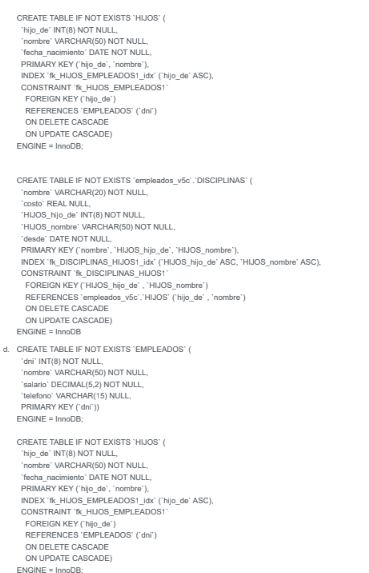 CREATE TABLE IF NOT EXISTS `HIJOS` (
`hijo_de` INT(8) NOT NULL,
`nombre` VARCHAR(50) NOT NULL,
`fecha_nacimiento` DATE NOT NULL,
PRIMARY KEY (`hijo_de`, `nombre`),
INDEX `fk_HIJOS_EMPLEADOS1_idx` (`hijo_de` ASC),
CONSTRAINT `fk_HIJOS_EMPLEADOS1`
FOREIGN KEY (`hijo_de`)
REFERENCES `EMPLEADOS` (`dni`)
ON DELETE CASCADE
ON UPDATE CASCADE)
ENGINE = InnoDB;
CREATE TABLE IF NOT EXISTS `empleados_v5c`.`DISCIPLINAS` (
`nombre` VARCHAR(20) NOT NULL,
`costo` REAL NULL,
`HIJOS_hijo_de` INT(8) NOT NULL,
`HIJOS_nombre` VARCHAR(50) NOT NULL,
`desde` DATE NOT NULL,
PRIMARY KEY (`nombre`, `HIJOS_hijo_de`, `HIJOS_nombre`),
INDEX `fk_DISCIPLINAS_HIJOS1_idx` (`HIJOS_hijo_de` ASC, `HIJOS_nombre` ASC),
CONSTRAINT `fk_DISCIPLINAS_HIJOS1`
FOREIGN KEY (`HIJOS_hijo_de` , `HIJOS_nombre`)
REFERENCES `empleados_v5c`.`HIJOS` (`hijo_de` , `nombre`)
ON DELETE CASCADE
ON UPDATE CASCADE)
ENGINE = InnoDB
d. CREATE TABLE IF NOT EXISTS `EMPLEADOS` (
`dni` INT(8) NOT NULL,
`nombre` VARCHAR(50) NOT NULL,
`salario` DECIMAL(5,2) NOT NULL,
`telefono` VARCHAR(15) NOT NULL,
PRIMARY KEY (`dni`))
ENGINE = InnoDB;
CREATE TABLE IF NOT EXISTS `HIJOS` (
`hijo_de` INT(8) NOT NULL,
`nombre` VARCHAR(50) NOT NULL,
`fecha_nacimiento` DATE NOT NULL,
PRIMARY KEY (`hijo_de`, `nombre`),
INDEX `fk_HIJOS_EMPLEADOS1_idx` (`hijo_de` ASC),
CONSTRAINT `fk_HIJOS_EMPLEADOS1`
FOREIGN KEY (`hijo_de`)
REFERENCES `EMPLEADOS` (`dni`)
ON DELETE CASCADE
ON UPDATE CASCADE)
ENGINE = InnoDB;